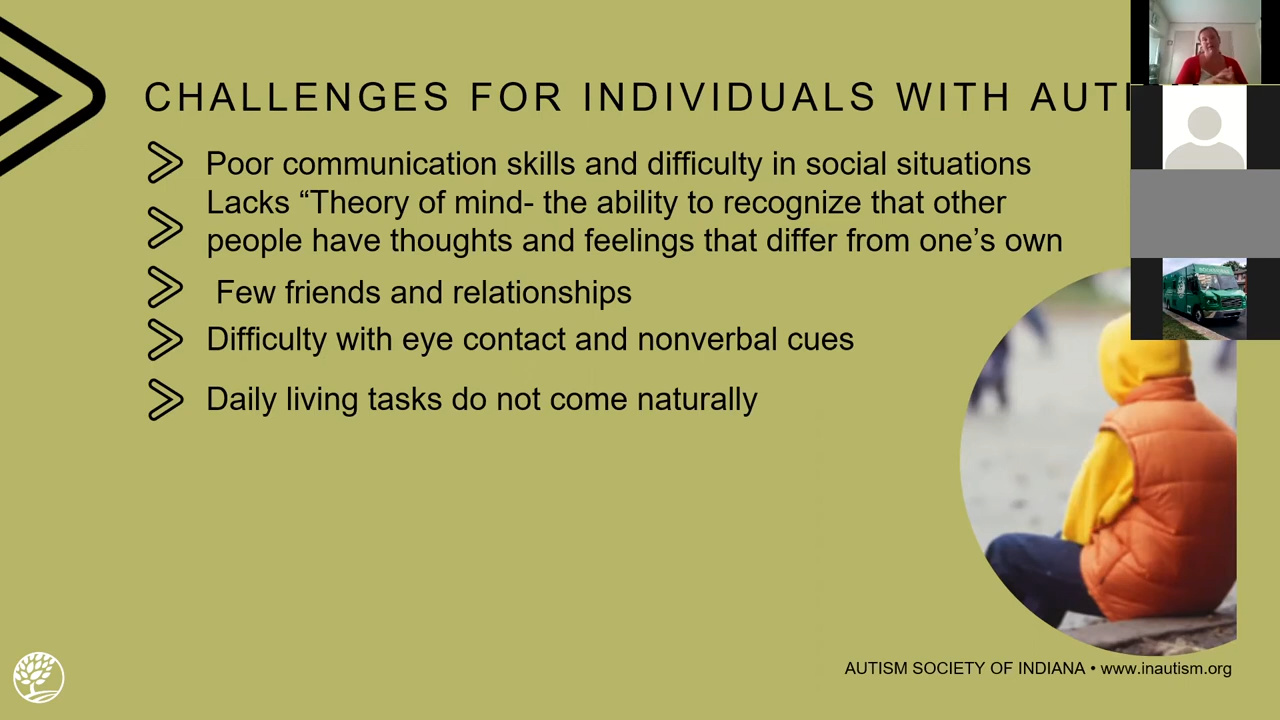 CHALLENGES FOR INDIVIDUALS WITH AUTI
Poor communication skills and difficulty in social situations
Lacks “Theory of mind- the ability to recognize that other
people have thoughts and feelings that differ from one’s own
Few friends and relationships
Difficulty with eye contact and nonverbal cues
Daily living tasks do not come naturally
AUTISM SOCIETY OF INDIANA • www.inautism.org